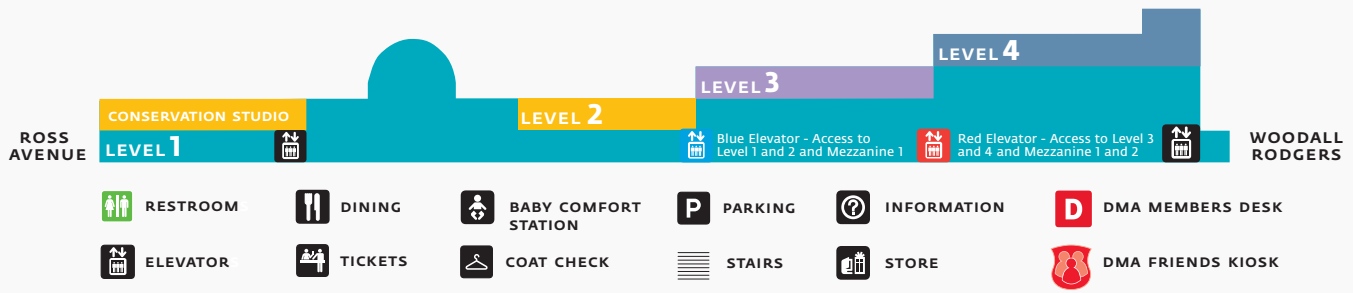 LEVEL 4
LEVEL 3
CONSERVATION STUDIO
LEVEL 2
ROSS
AVENUE
LEVEL 1
Blue Elevator - Access to
Level 1 and 2 and Mezzanine 1
Red Elevator - Access to Level 3
and 4 and Mezzanine 1 and 2
WOODALL
RODGERS
RESTROOMS
DINING
BABY COMFORT
STATION
P PARKING
? INFORMATION
D DMA MEMBERS DESK
ELEVATOR
TICKETS
COAT CHECK
STAIRS
STORE
DMA FRIENDS KIOSK